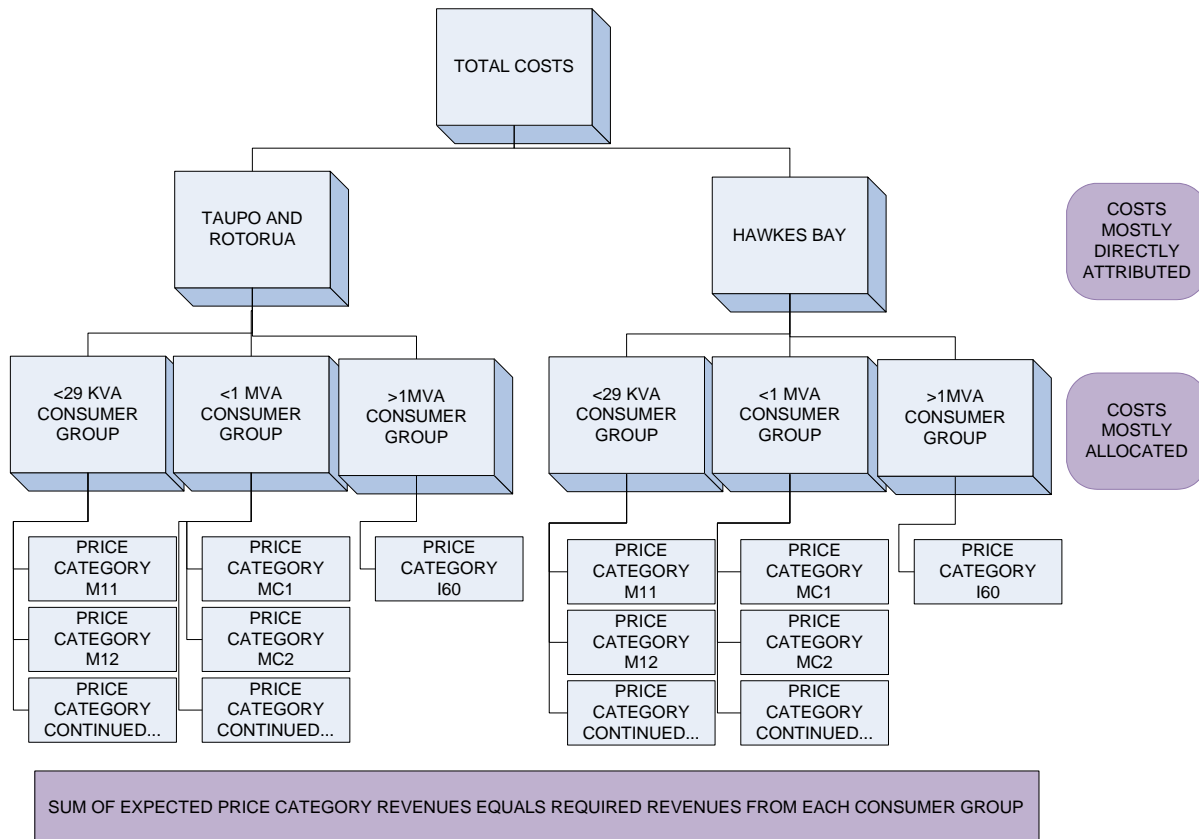 TOTAL COSTS
TAUPO AND
ROTORUA
HAWKES BAY
COSTS
MOSTLY
DIRECTLY
ATTRIBUTED
<29 KVA
CONSUMER
GROUP
<1 MVA
CONSUMER
GROUP
>1MVA
CONSUMER
GROUP
<29 KVA
CONSUMER
GROUP
<1 MVA
CONSUMER
GROUP
>1MVA
CONSUMER
GROUP
COSTS
MOSTLY
ALLOCATED
PRICE
CATEGORY
M11
PRICE
CATEGORY
MC1
PRICE
CATEGORY
I60
PRICE
CATEGORY
M11
PRICE
CATEGORY
MC1
PRICE
CATEGORY
I60
PRICE
CATEGORY
M12
PRICE
CATEGORY
MC2
PRICE
CATEGORY
M12
PRICE
CATEGORY
MC2
PRICE
CATEGORY
CONTINUED...
PRICE
CATEGORY
CONTINUED...
PRICE
CATEGORY
CONTINUED...
PRICE
CATEGORY
CONTINUED...
SUM OF EXPECTED PRICE CATEGORY REVENUES EQUALS REQUIRED REVENUES FROM EACH CONSUMER GROUP